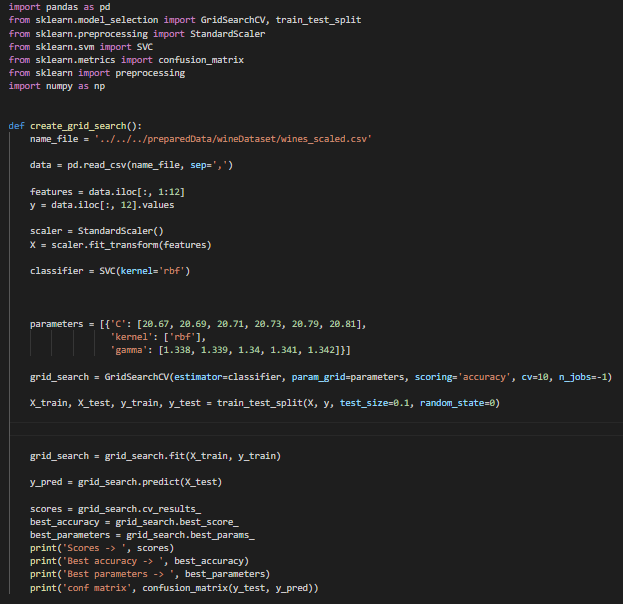 import pandas as pd
from sklearn.model_selection import GridSearchCV, train_test_split
from sklearn.preprocessing import StandardScaler
from sklearn.svm import SVC
from sklearn.metrics import confusion_matrix
from sklearn import preprocessing
import numpy as np
def create_grid_search():
name_file = '../../../preparedData/wineDataset/wines_scaled.csv'
data = pd.read_csv(name_file, sep=',')
features = data.iloc[:, 1:12]
y = data.iloc[:, 12].values
scaler = StandardScaler()
X = scaler.fit_transform(features)
classifier = SVC(kernel='rbf')
parameters = [{'C': [20.67, 20.69, 20.71, 20.73, 20.79, 20.81],
'kernel': ['rbf'],
'gamma': [1.338, 1.339, 1.34, 1.341, 1.342]}]
grid_search = GridSearchCV(estimator=classifier, param_grid=parameters, scoring='accuracy', cv=10, n_jobs=-1)
X_train, X_test, y_train, y_test = train_test_split(X, y, test_size=0.1, random_state=0)
grid_search = grid_search.fit(X_train, y_train)
y_pred = grid_search.predict(X_test)
scores = grid_search.cv_results_
best_accuracy = grid_search.best_score_
best_parameters = grid_search.best_params_
print('Scores -> ', scores)
print('Best accuracy -> ', best_accuracy)
print('Best parameters -> ', best_parameters)
print('conf matrix', confusion_matrix(y_test, y_pred))